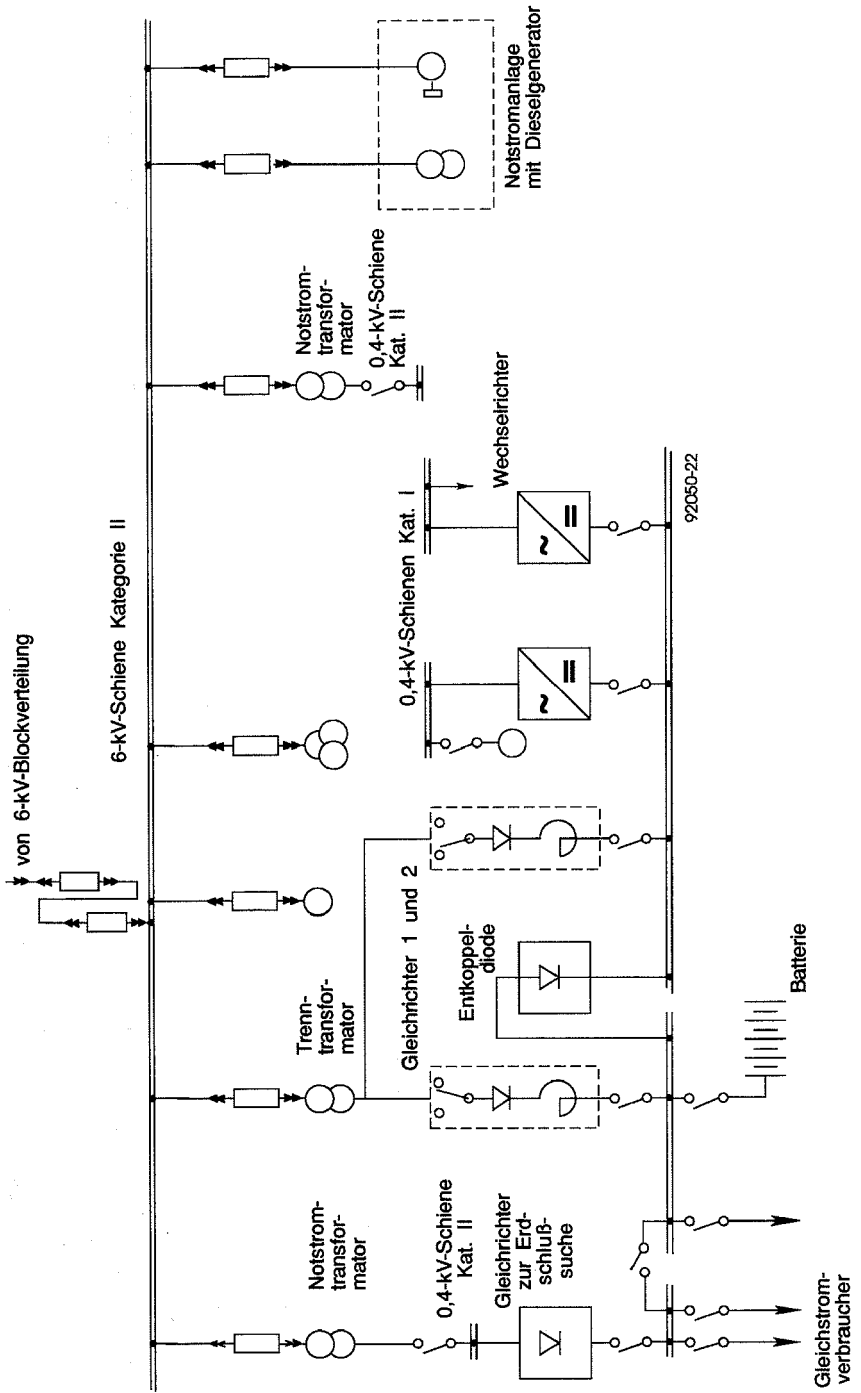 von 6-kV-Blockverteilung
6-kV-Schiene Kategorie II
Notstrom-
transfor-
mator
0,4-kV-Schiene
Kat. II
Gleichrichter
zur Erd-
schluß-
suche
Gleichstrom-
verbraucher
Trenn-
transfor-
mator
Gleichrichter 1 und 2
Entkoppel-
diode
Batterie
0,4-kV-Schienen Kat. I
~
=
~
=
Wechselrichter
92050-22
Notstrom-
transfor-
mator
0,4-kV-Schiene
Kat. II
Notstromanlage
mit Dieselgenerator